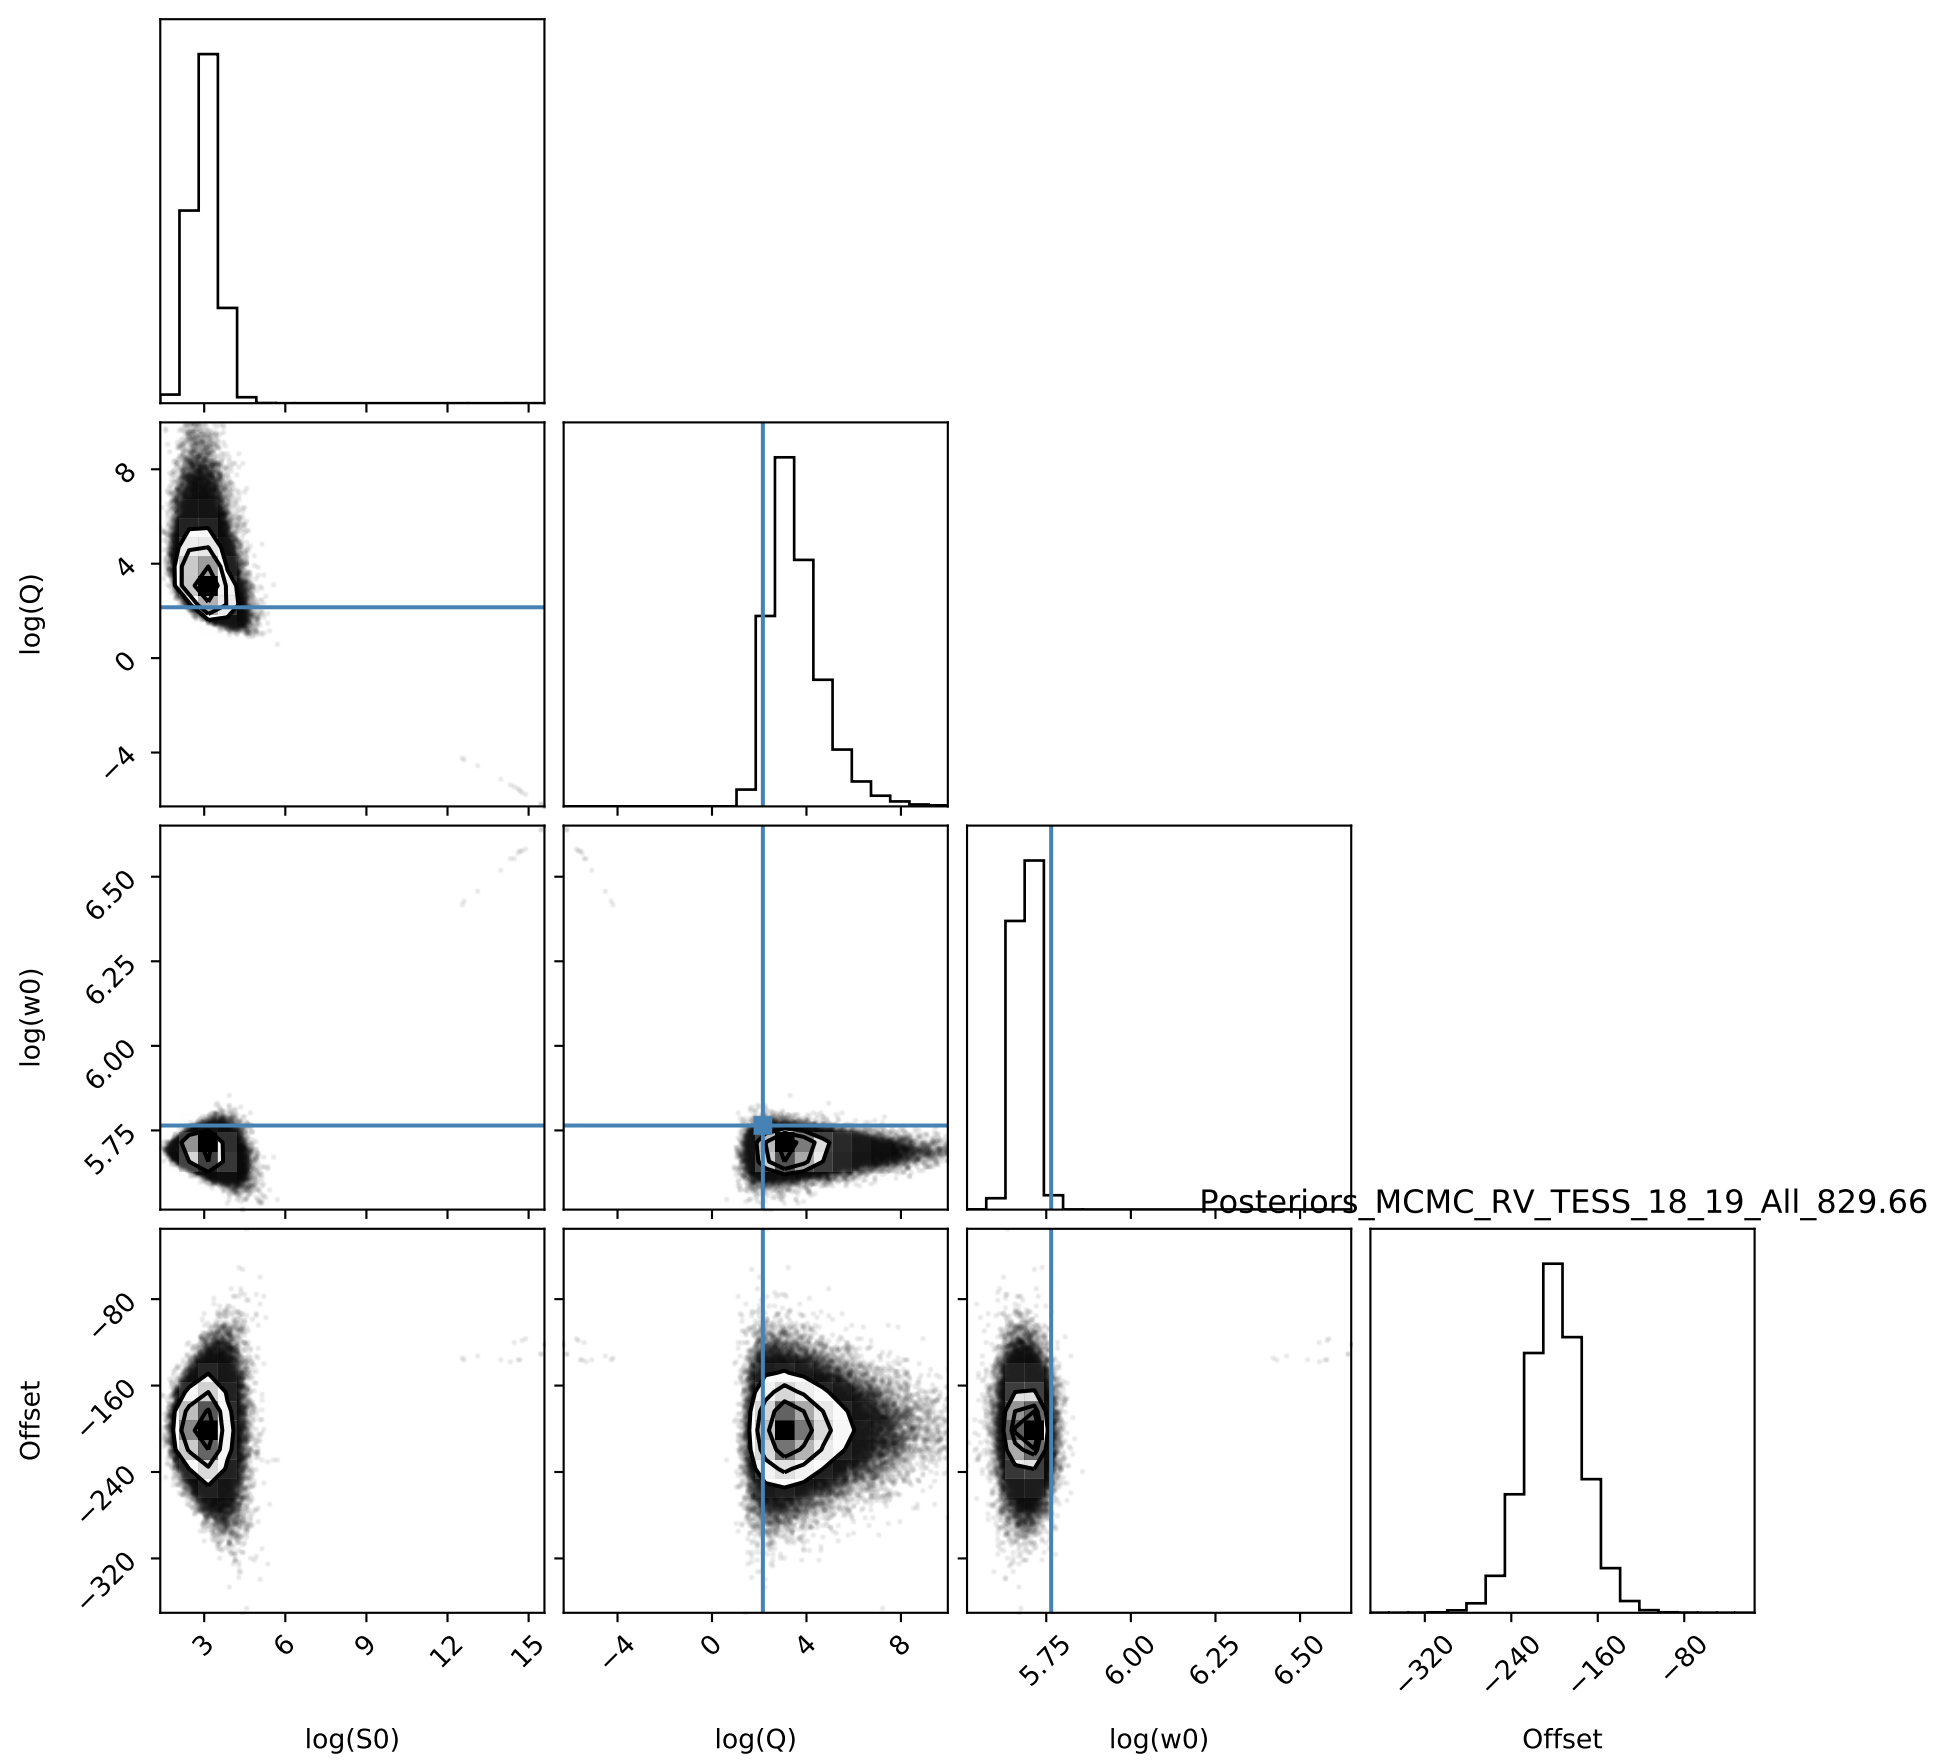 8
4
0
−4
log(Q)
6.50
6.25
6.00
5.75
log(w0)
Posteriors_MCMC_RV_TESS_18_19_All_829.66
−80
−160
−240
−320
Offset
3 6 9 12 15
−4 0 4 8
5.75 6.00 6.25 6.50
−320 −240 −160 −80
log(S0) log(Q) log(w0) Offset